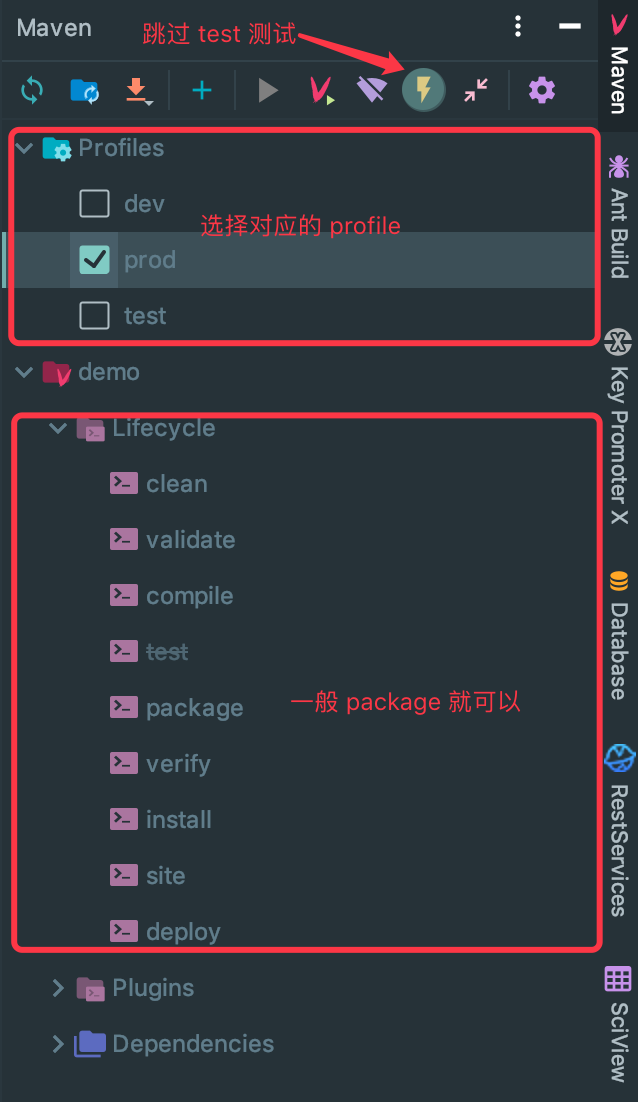 Maven
跳过 test 测试
Profiles
dev
选择对应的 profile
prod
test
demo
Lifecycle
clean
validate
compile
test
package
一般 package 就可以
verify
install
site
deploy
Plugins
Dependencies
Maven
Ant Build
Key Promoter X
Database
RestServices
SciView